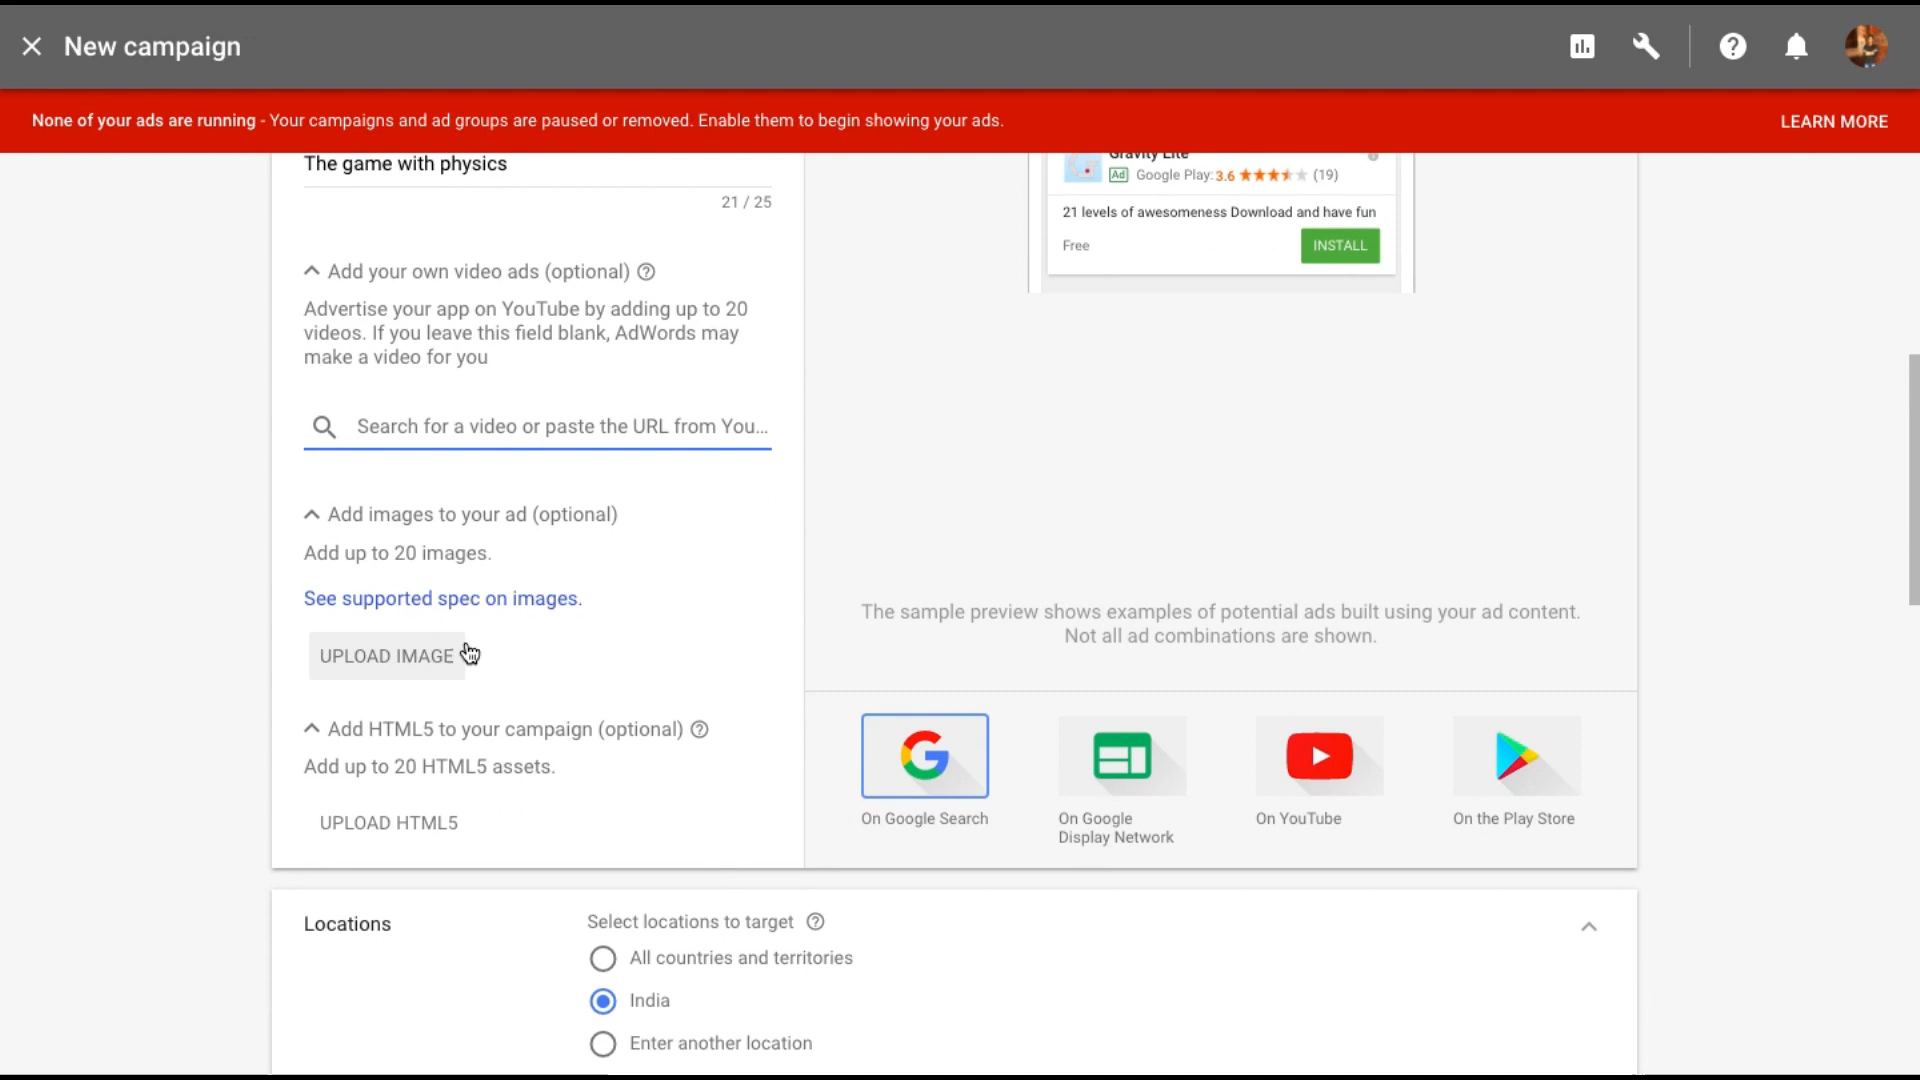 New campaign
None of your ads are running - Your campaigns and ad groups are paused or removed. Enable them to begin showing your ads.
LEARN MORE
The game with physics
21 / 25
Add your own video ads (optional)
Advertise your app on YouTube by adding up to 20
videos. If you leave this field blank, AdWords may
make a video for you
Search for a video or paste the URL from You...
Add images to your ad (optional)
Add up to 20 images.
See supported spec on images.
UPLOAD IMAGE
Add HTML5 to your campaign (optional)
Add up to 20 HTML5 assets.
UPLOAD HTML5
Gravity Lite
Ad Google Play: 3.6 (19)
21 levels of awesomeness Download and have fun
Free
INSTALL
The sample preview shows examples of potential ads built using your ad content.
Not all ad combinations are shown.
On Google Search
On Google
Display Network
On YouTube
On the Play Store
Locations
Select locations to target
All countries and territories
India
Enter another location